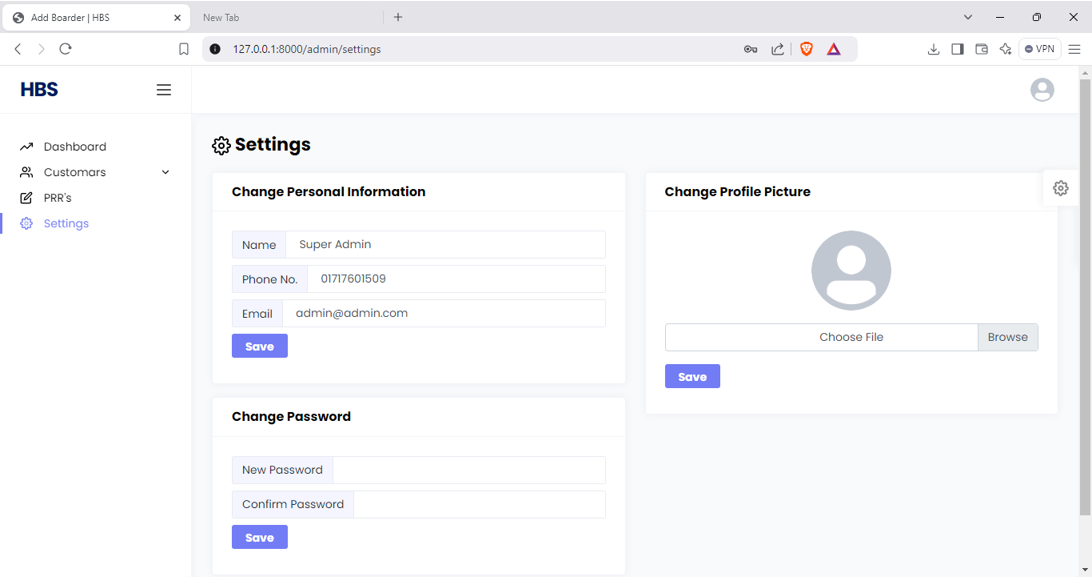 Add Boarder | HBS
New Tab
127.0.0.1:8000/admin/settings
VPN
HBS
Dashboard
Customars
PRR's
Settings
Settings
Change Personal Information
Name Super Admin
Phone No. 01717601509
Email admin@admin.com
Save
Change Password
New Password
Confirm Password
Save
Change Profile Picture
Choose File Browse
Save